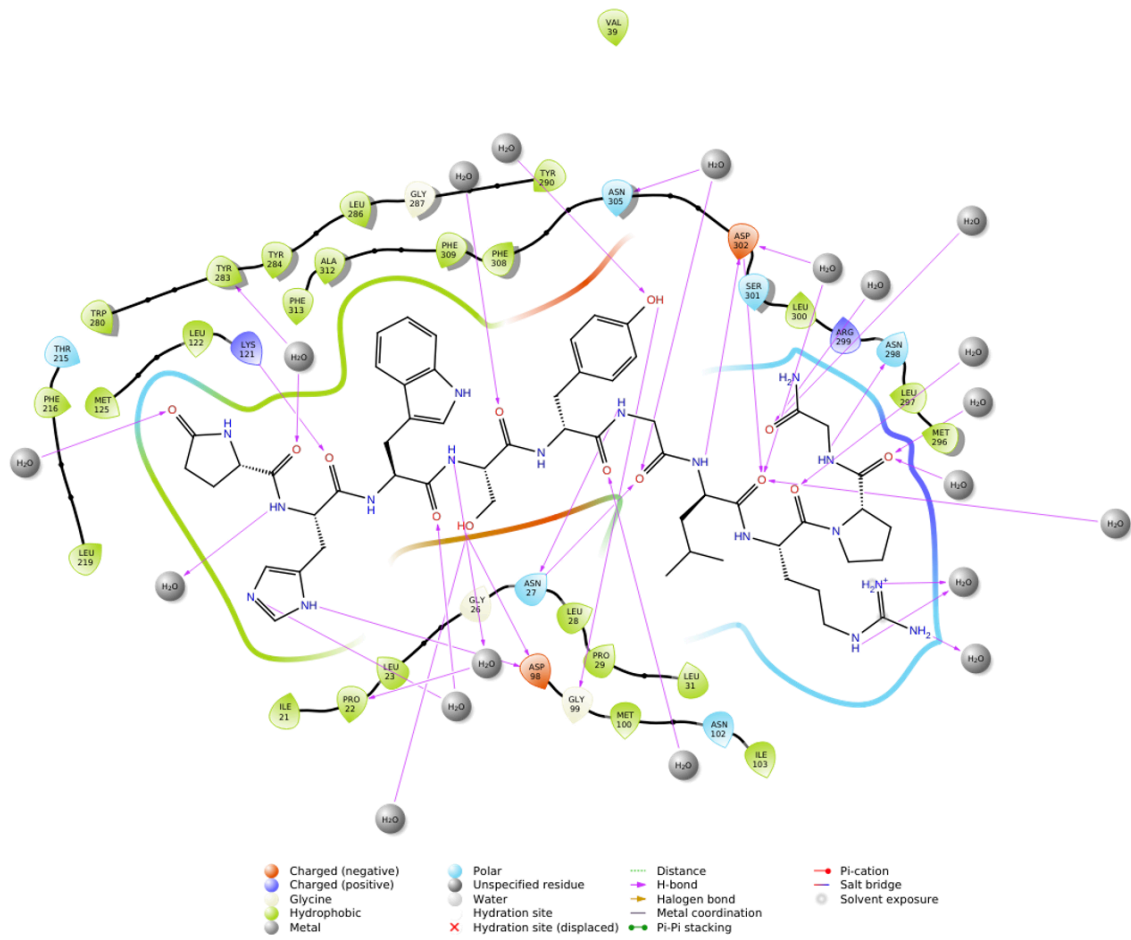 VAL
39
H₂O
H₂O
H₂O
TYR
290
GLY
287
LEU
286
ASN
305
ASP
302
H₂O
H₂O
H₂O
SER
301
LEU
300
ARG
299
ASN
298
LEU
297
MET
296
PHE
308
PHE
309
ALA
312
PHE
313
TYR
284
TYR
283
TRP
280
THR
215
PHE
216
LEU
219
LEU
122
LYS
121
MET
125
H₂O
H₂O
H₂O
H₂O
H₂O
H₂O
H₂O
H₂O
OH
H₂N
O
NH
O
O
O
N
HN
O
NH
O
H
N
O
O
N
H
O
H
N
O
HO
NH
N
H
O
O
HN
O
H
N
O
N
NH
H₂N⁺
NH₂
N
H
H₂O
H₂O
H₂O
H₂O
H₂O
H₂O
GLY
26
ASN
27
LEU
28
PRO
29
LEU
31
LEU
23
PRO
22
ILE
21
ASP
98
GLY
99
MET
100
ASN
102
ILE
103
Charged (negative)
Charged (positive)
Glycine
Hydrophobic
Metal
Polar
Unspecified residue
Water
Hydration site
Hydration site (displaced)
Distance
H-bond
Halogen bond
Metal coordination
Pi-Pi stacking
Pi-cation
Salt bridge
Solvent exposure